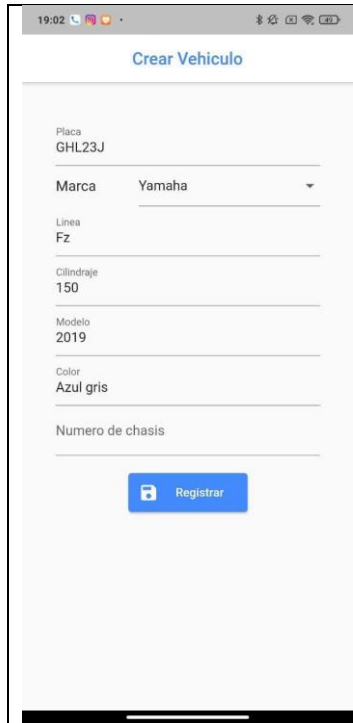 19:02
49
Crear Vehiculo
Placa
GHL23J
Marca Yamaha
Linea
Fz
Cilindraje
150
Modelo
2019
Color
Azul gris
Numero de chasis
Registrar